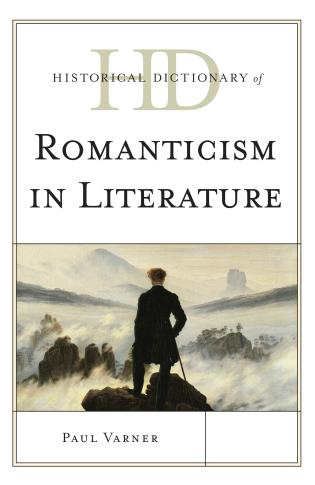 HD
HISTORICAL DICTIONARY of
ROMANTICISM
IN LITERATURE
PAUL VARNER